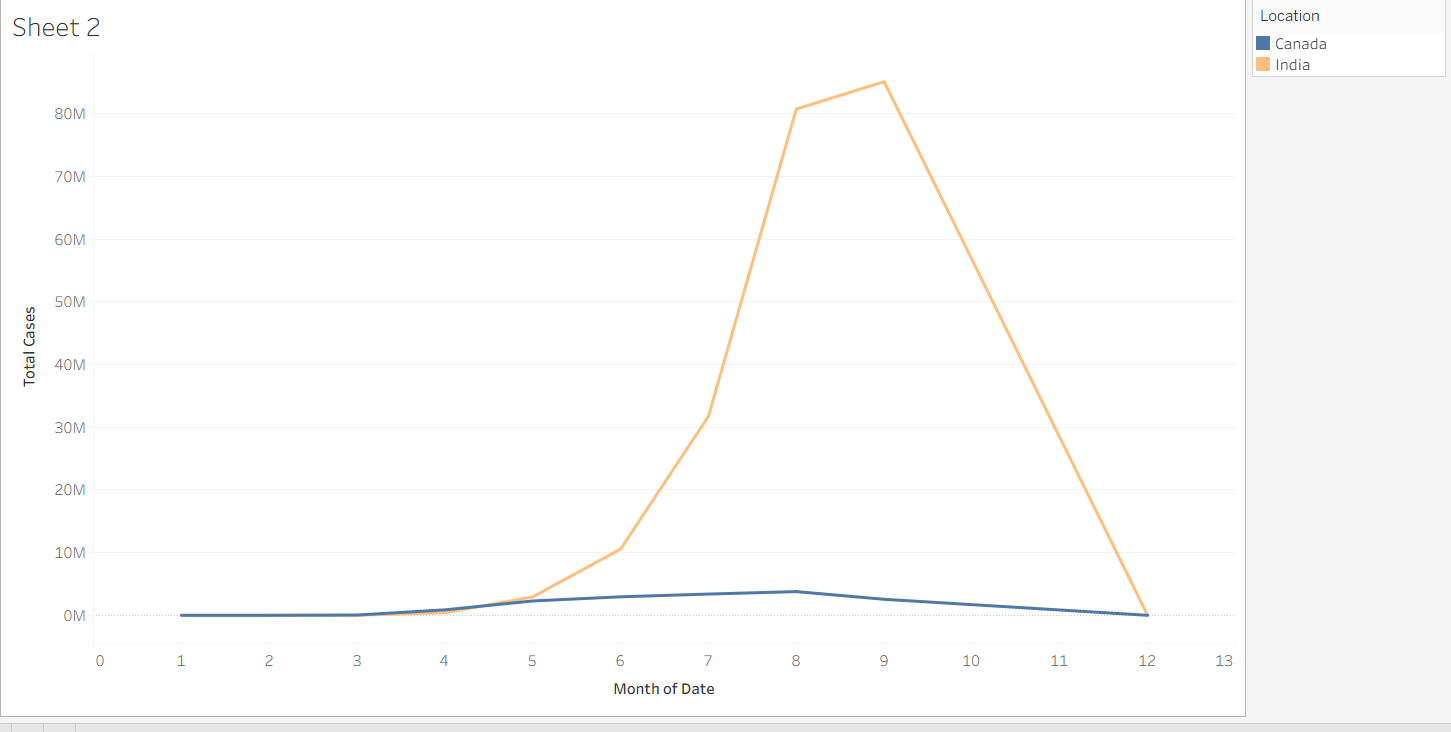 Sheet 2
Location
Canada
India
80M
70M
60M
50M
40M
30M
20M
10M
0M
Total Cases
0 1 2 3 4 5 6 7 8 9 10 11 12 13
Month of Date